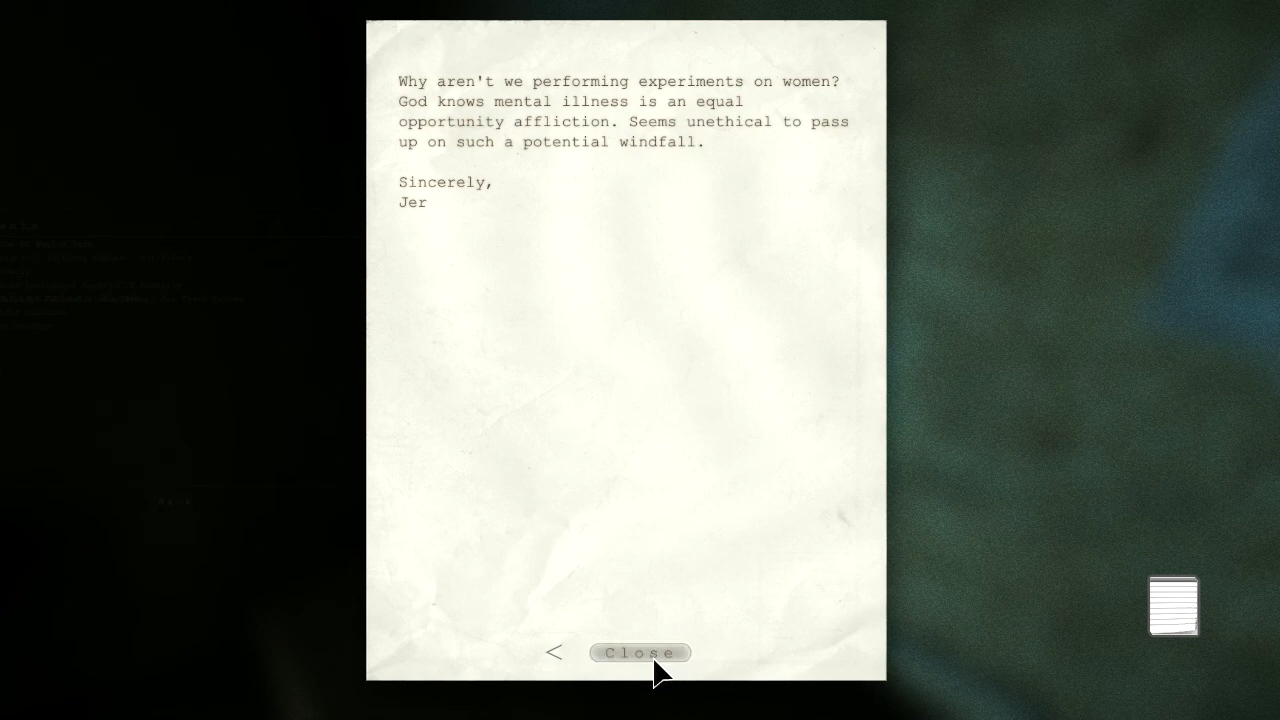 Why aren't we performing experiments on women?
God knows mental illness is an equal
opportunity affliction. Seems unethical to pass
up on such a potential windfall.
Sincerely,
Jer
< Close
Back